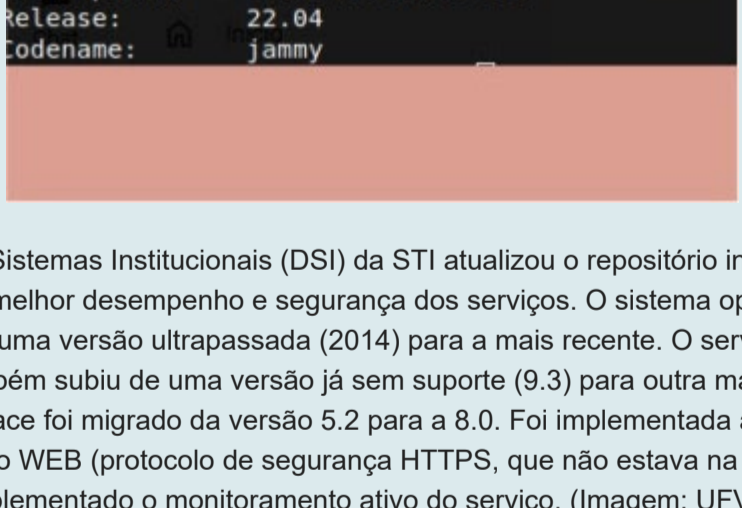 Release: 22.04
Codename: jammy
Sistemas Institucionais (DSI) da STI atualizou o repositório in
melhor desempenho e segurança dos serviços. O sistema op
uma versão ultrapassada (2014) para a mais recente. O serv
bém subiu de uma versão já sem suporte (9.3) para outra ma
ace foi migrado da versão 5.2 para a 8.0. Foi implementada a
o WEB (protocolo de segurança HTTPS, que não estava na
plementado o monitoramento ativo do serviço. (Imagem: UFV